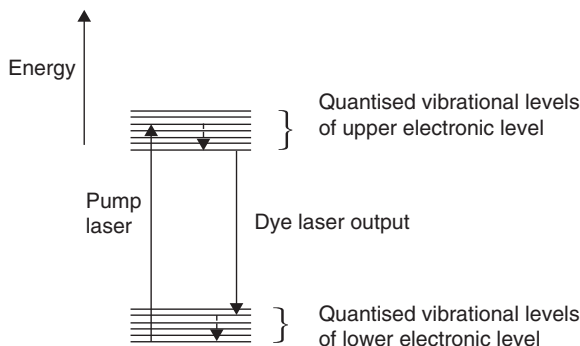 Energy
Quantised vibrational levels
of upper electronic level
Pump
laser
Dye laser output
Quantised vibrational levels
of lower electronic level